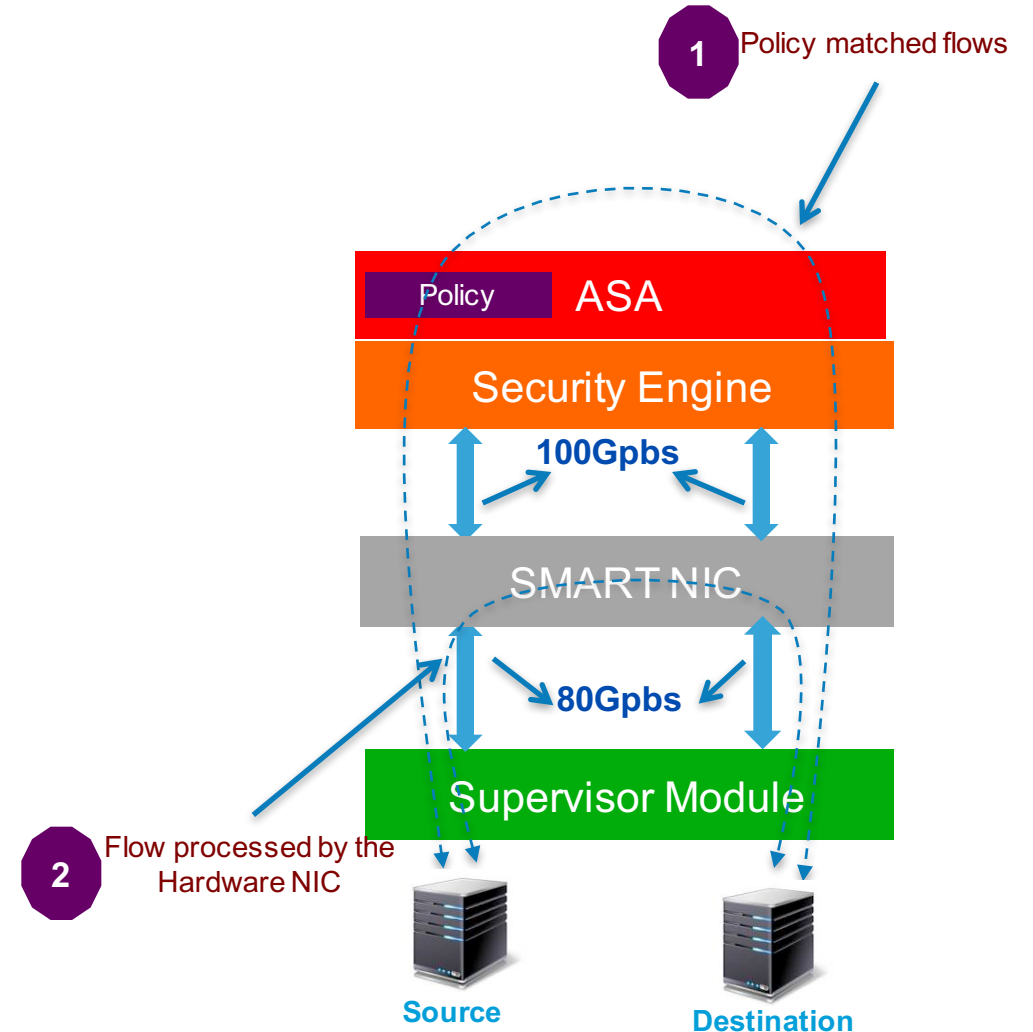 1
Policy matched flows
Policy
ASA
Security Engine
100Gpbs
SMART NIC
80Gpbs
Supervisor Module
2
Flow processed by the
Hardware NIC
Source
Destination